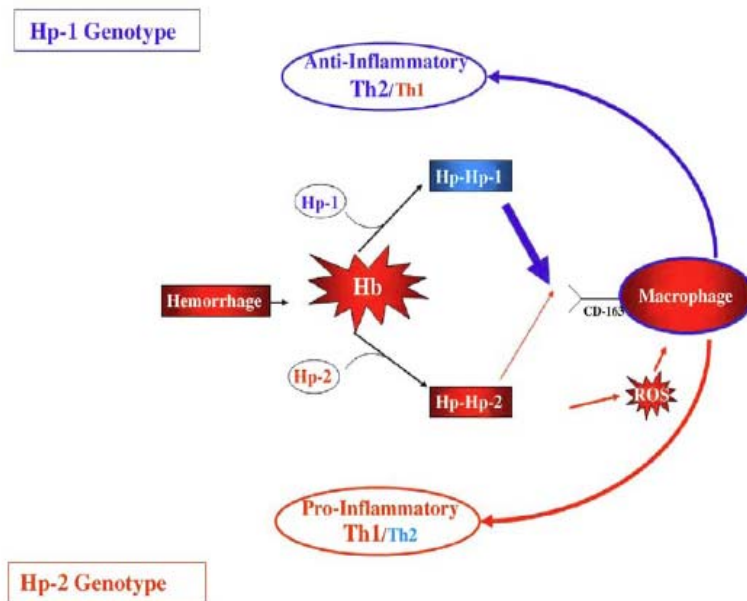 Hp-1 Genotype
Anti-Inflammatory
Th2/Th1
Hp-Hp-1
Hp-1
Hb
Hemorrhage
Macrophage
CD-163
Hp-2
Hp-Hp-2
ROS
Pro-Inflammatory
Th1/Th2
Hp-2 Genotype